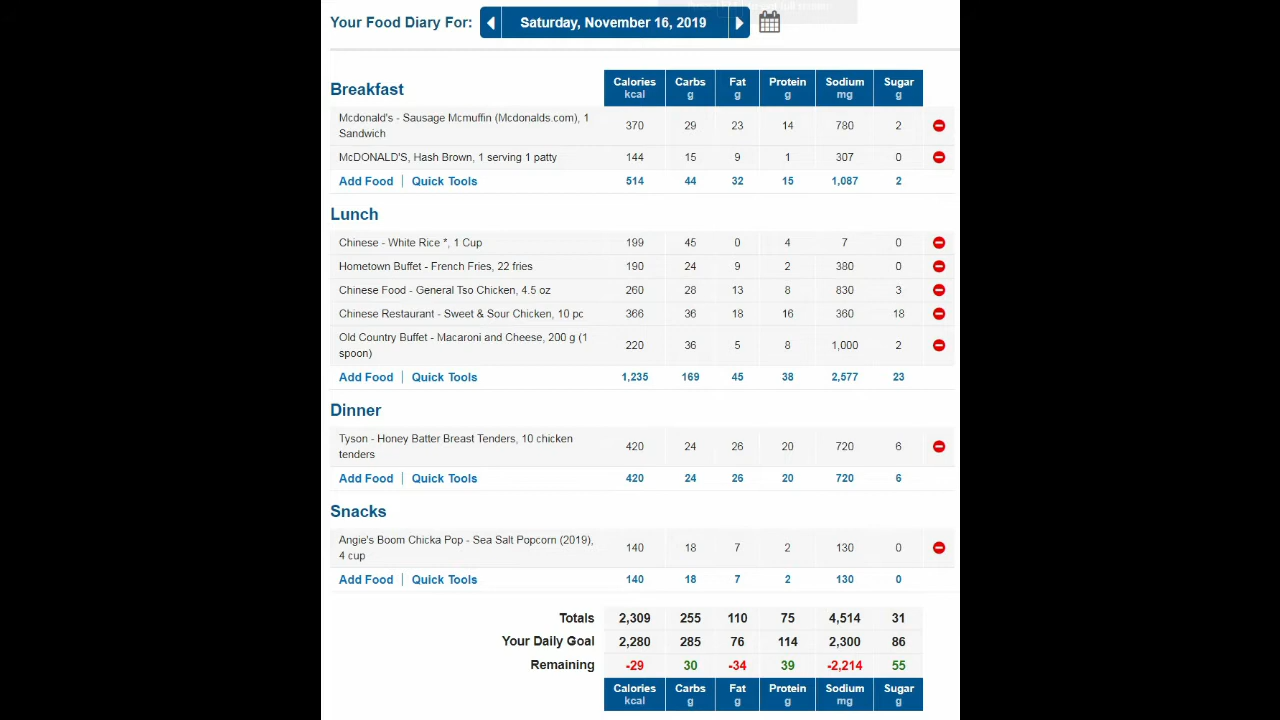 Your Food Diary For: Saturday, November 16, 2019
Calories Carbs Fat Protein Sodium Sugar
Breakfast kcal g g g mg g
Mcdonald's - Sausage Mcmuffin (Mcdonalds.com), 1
Sandwich 370 29 23 14 780 2
McDONALD'S, Hash Brown, 1 serving 1 patty 144 15 9 1 307 0
Add Food | Quick Tools 514 44 32 15 1,087 2
Lunch
Chinese - White Rice *, 1 Cup 199 45 0 4 7 0
Hometown Buffet - French Fries, 22 fries 190 24 9 2 380 0
Chinese Food - General Tso Chicken, 4.5 oz 260 28 13 8 830 3
Chinese Restaurant - Sweet & Sour Chicken, 10 pc 366 36 18 16 360 18
Old Country Buffet - Macaroni and Cheese, 200 g (1
spoon) 220 36 5 8 1,000 2
Add Food | Quick Tools 1,235 169 45 38 2,577 23
Dinner
Tyson - Honey Batter Breast Tenders, 10 chicken
tenders 420 24 26 20 720 6
Add Food | Quick Tools 420 24 26 20 720 6
Snacks
Angie's Boom Chicka Pop - Sea Salt Popcorn (2019),
4 cup 140 18 7 2 130 0
Add Food | Quick Tools 140 18 7 2 130 0
Totals 2,309 255 110 75 4,514 31
Your Daily Goal 2,280 285 76 114 2,300 86
Remaining -29 30 -34 39 -2,214 55
Calories Carbs Fat Protein Sodium Sugar
kcal g g g mg g